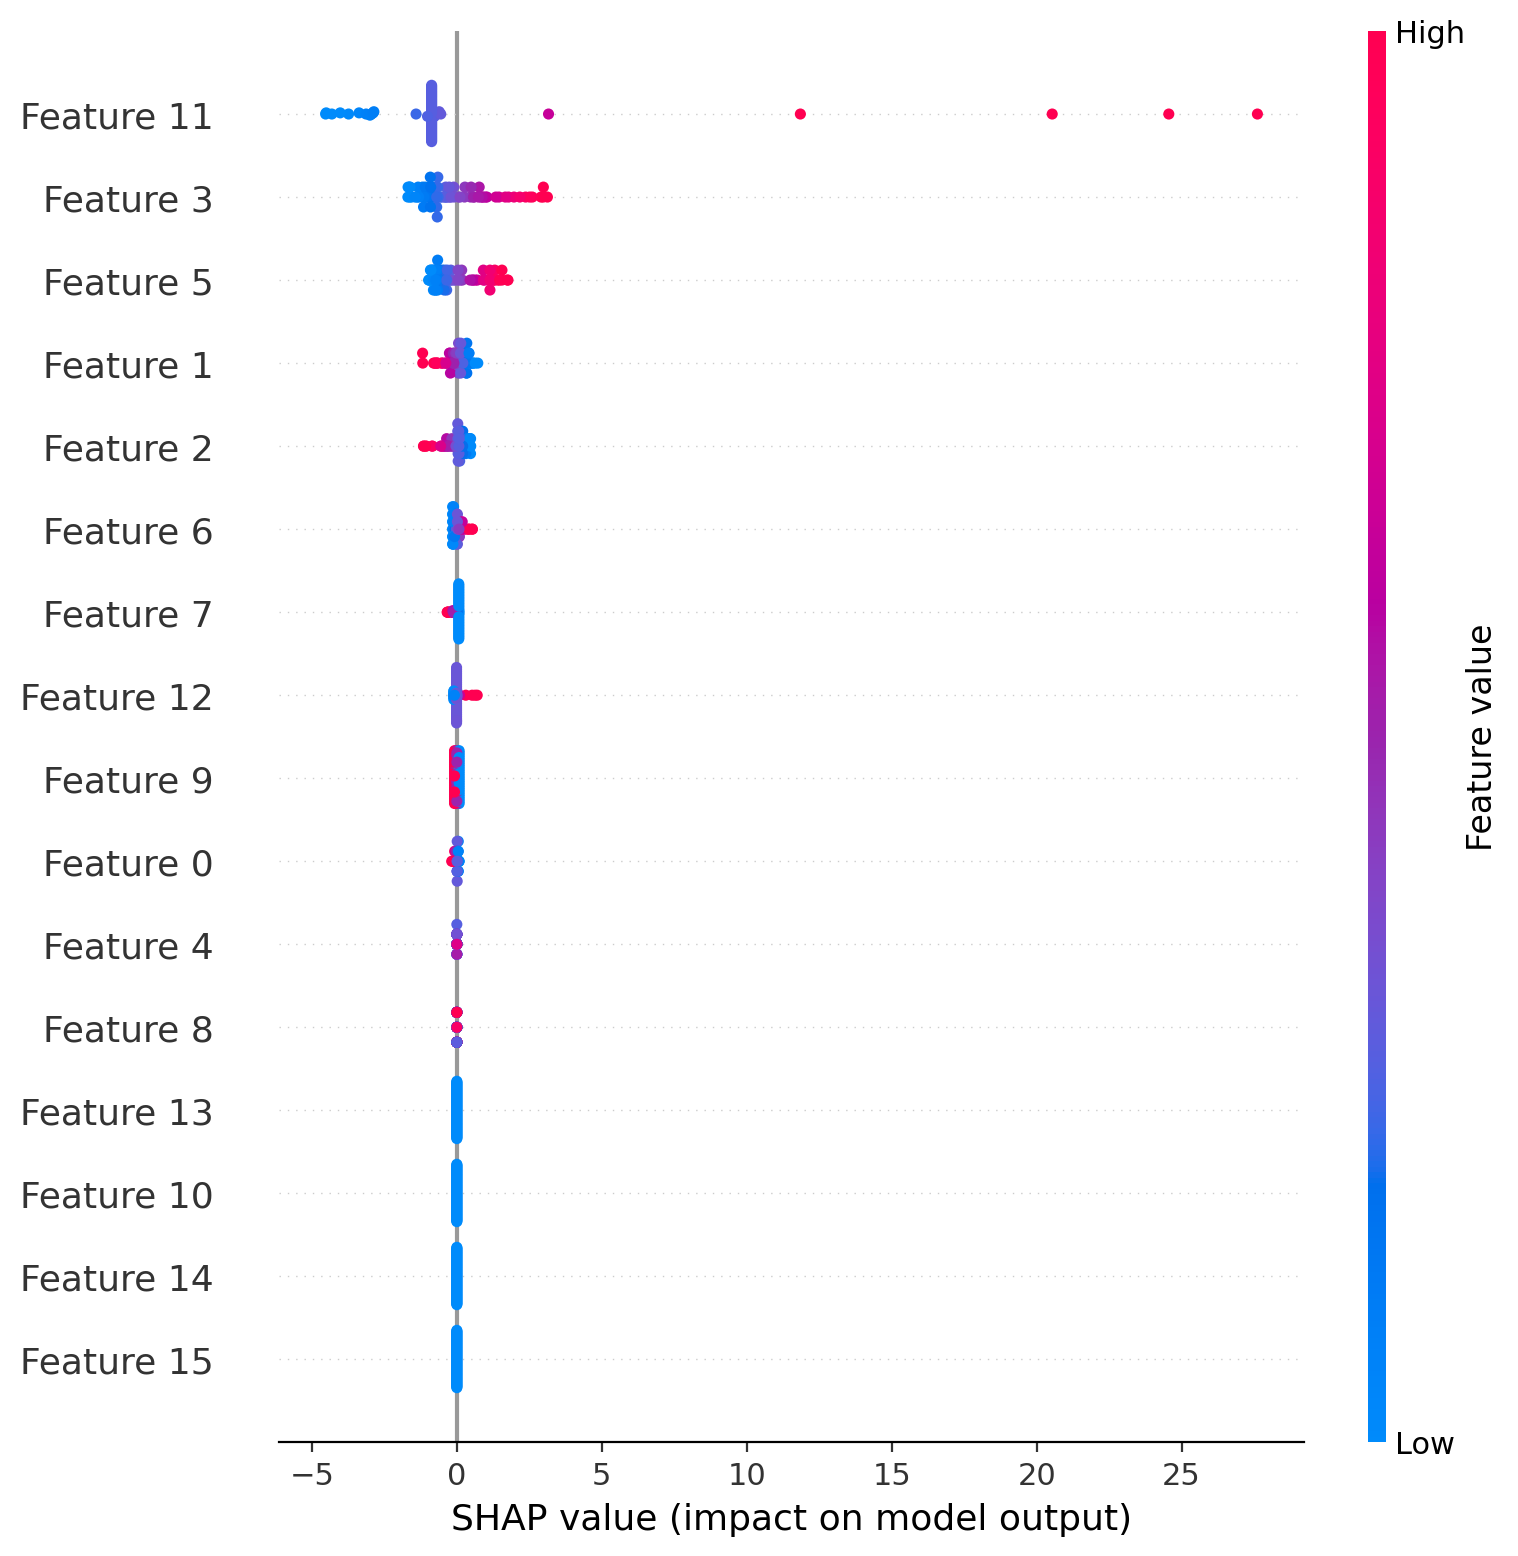 High
Feature 11
Feature 3
Feature 5
Feature 1
Feature 2
Feature 6
Feature 7
Feature 12
Feature 9
Feature 0
Feature 4
Feature 8
Feature 13
Feature 10
Feature 14
Feature 15
Feature value
Low
−5 0 5 10 15 20 25
SHAP value (impact on model output)